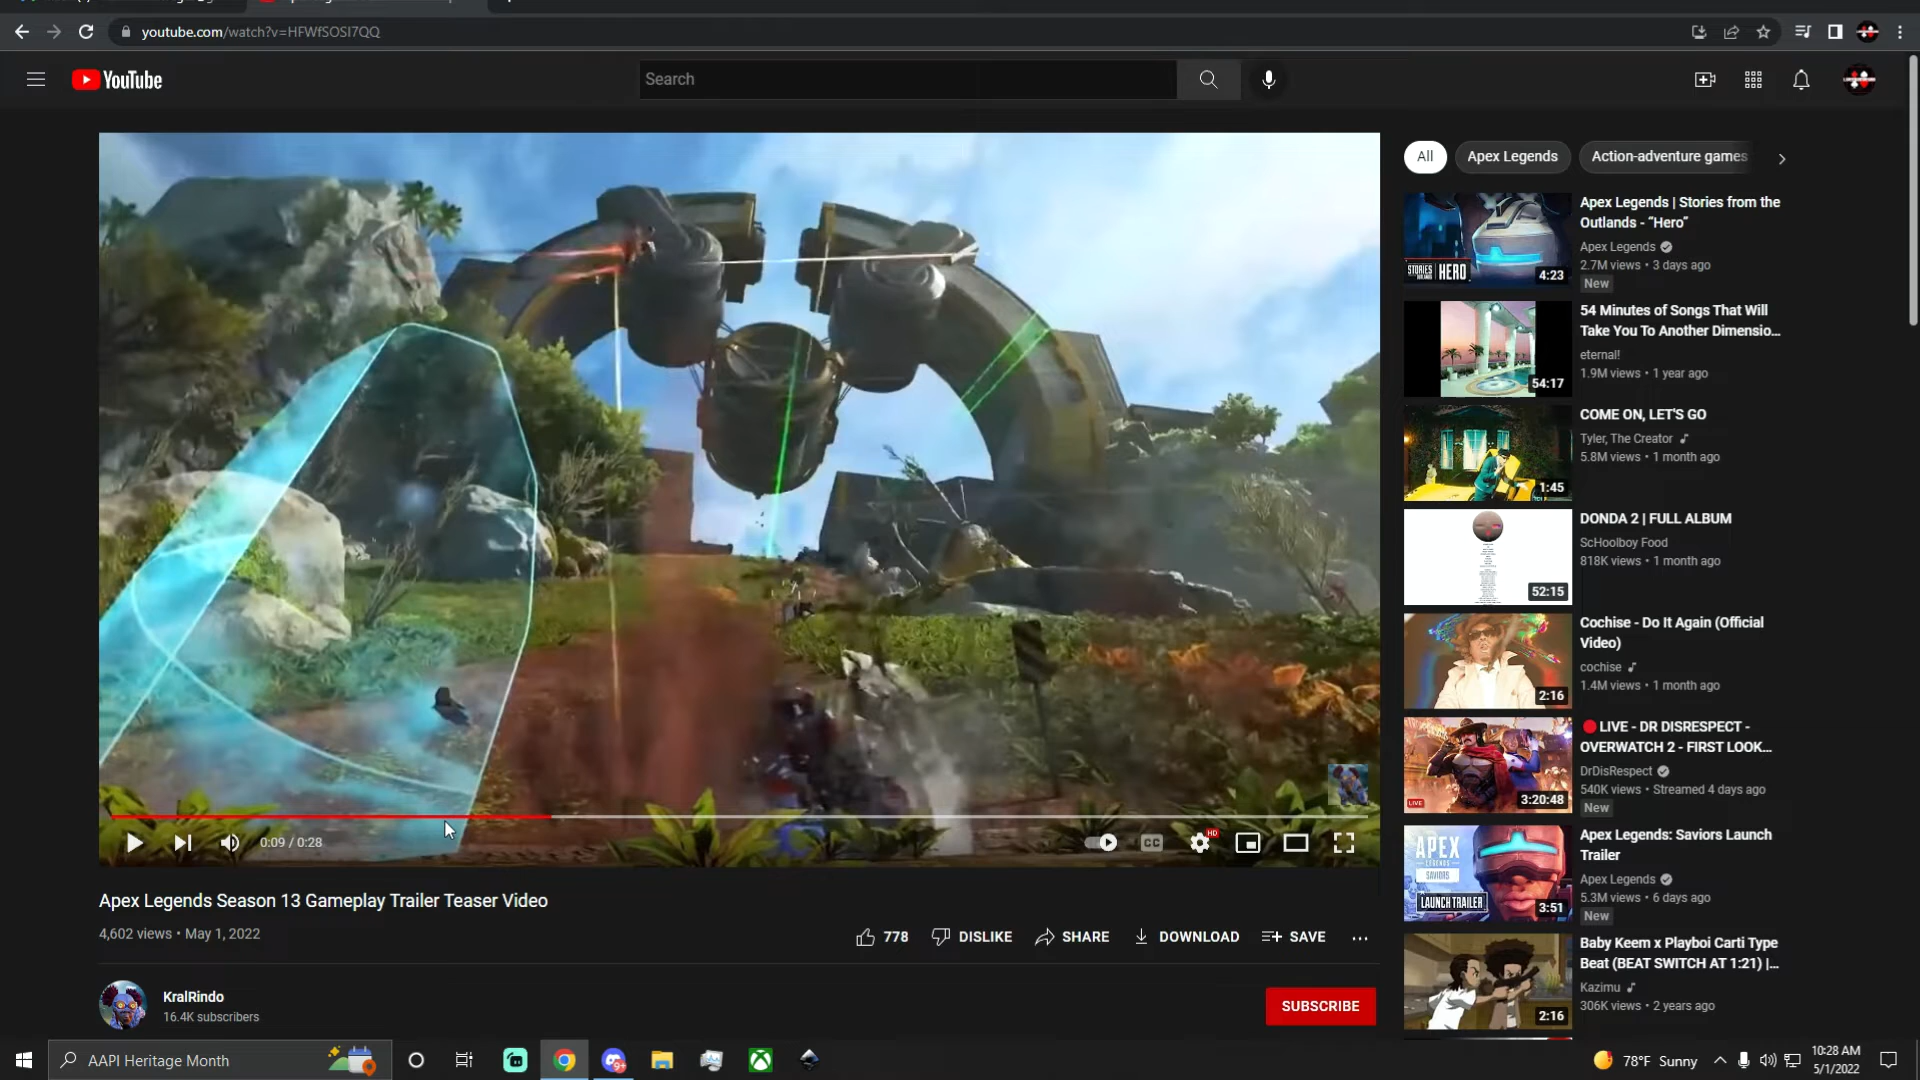 youtube.com/watch?v=HFWfSOSI7QQ
YouTube
Search
All
Apex Legends
Action-adventure games
STORIES
HERO
4:23
Apex Legends | Stories from the
Outlands - “Hero”
Apex Legends
2.7M views • 3 days ago
New
54:17
54 Minutes of Songs That Will
Take You To Another Dimensio...
eternal!
1.9M views • 1 year ago
1:45
COME ON, LET'S GO
Tyler, The Creator
5.8M views • 1 month ago
52:15
DONDA 2 | FULL ALBUM
ScHoolboy Food
818K views • 1 month ago
2:16
Cochise - Do It Again (Official
Video)
cochise
1.4M views • 1 month ago
LIVE
3:20:48
LIVE - DR DISRESPECT -
OVERWATCH 2 - FIRST LOOK...
DrDisRespect
540K views • Streamed 4 days ago
New
APEX
LEGENDS
SAVIORS
LAUNCH TRAILER
3:51
Apex Legends: Saviors Launch
Trailer
Apex Legends
5.3M views • 6 days ago
New
2:16
Baby Keem x Playboi Carti Type
Beat (BEAT SWITCH AT 1:21) |...
Kazimu
306K views • 2 years ago
0:09 / 0:28
CC
HD
Apex Legends Season 13 Gameplay Trailer Teaser Video
4,602 views • May 1, 2022
778
DISLIKE
SHARE
DOWNLOAD
SAVE
KralRindo
16.4K subscribers
SUBSCRIBE
AAPI Heritage Month
9+
78°F Sunny
10:28 AM
5/1/2022